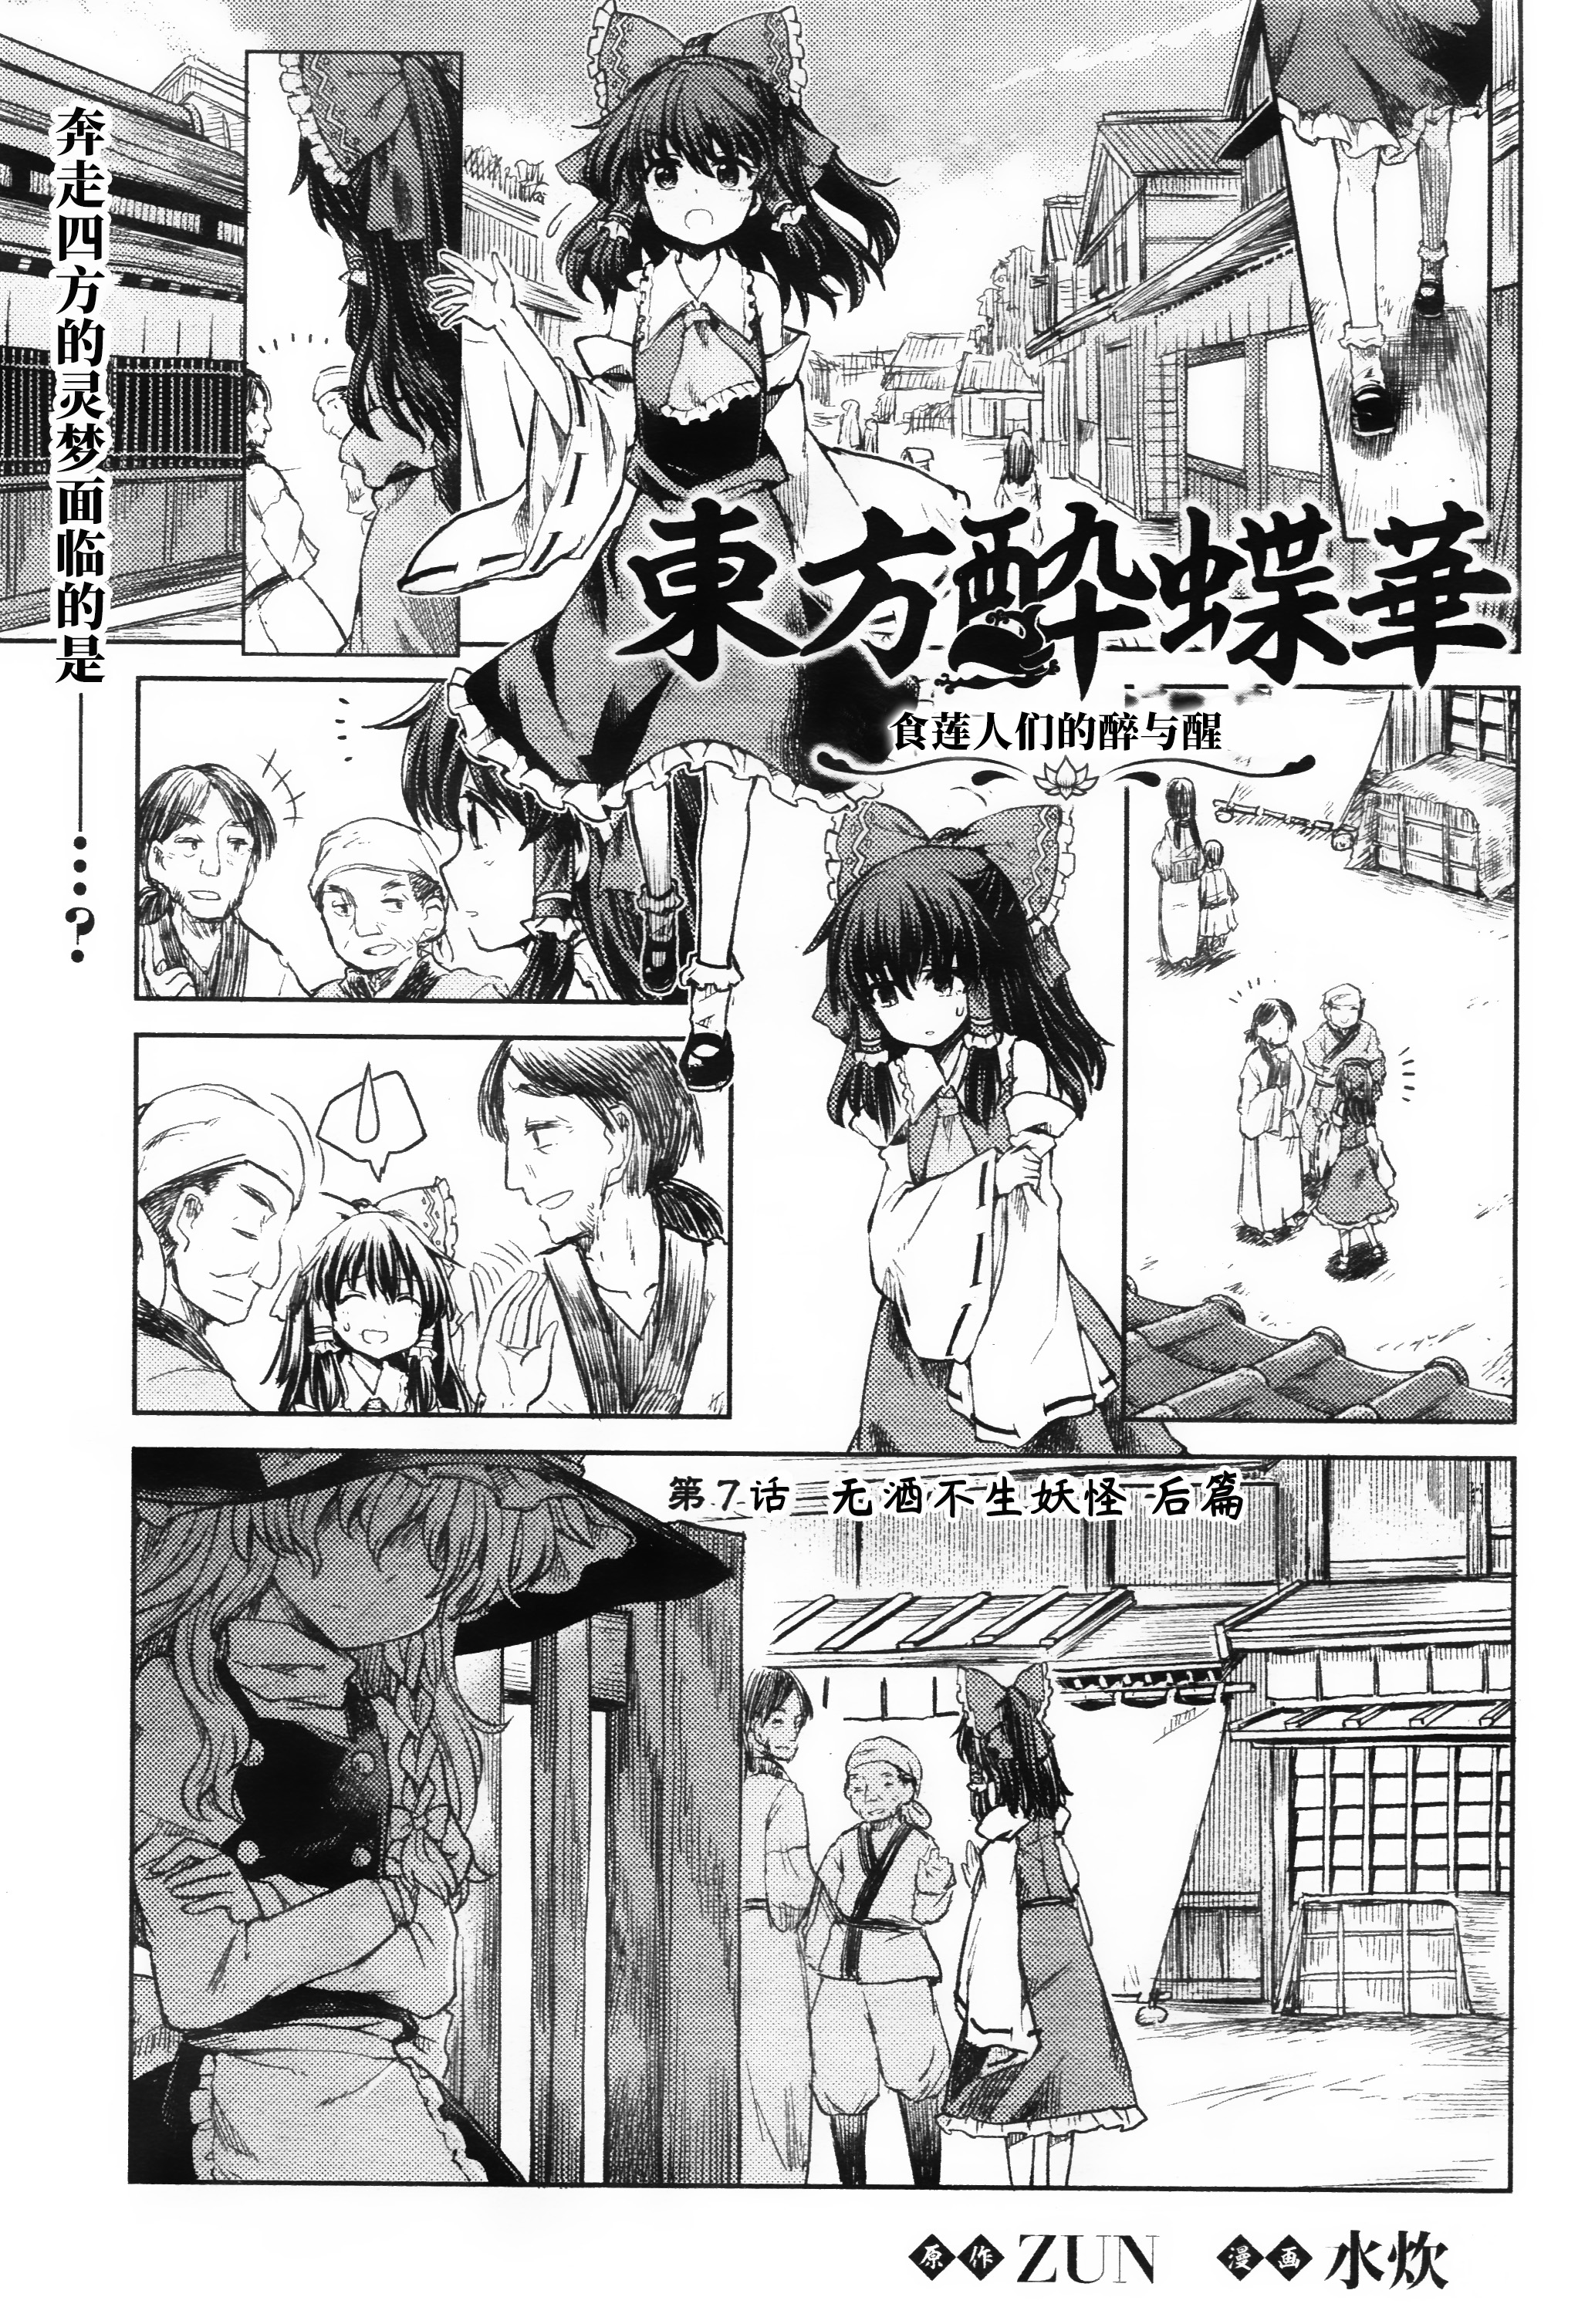 奔走四方的灵梦面临的是——……？
東方酔蝶華
食莲人们的醉与醒
第7话 无酒不生妖怪 后篇
原作 ZUN 漫画 水炊